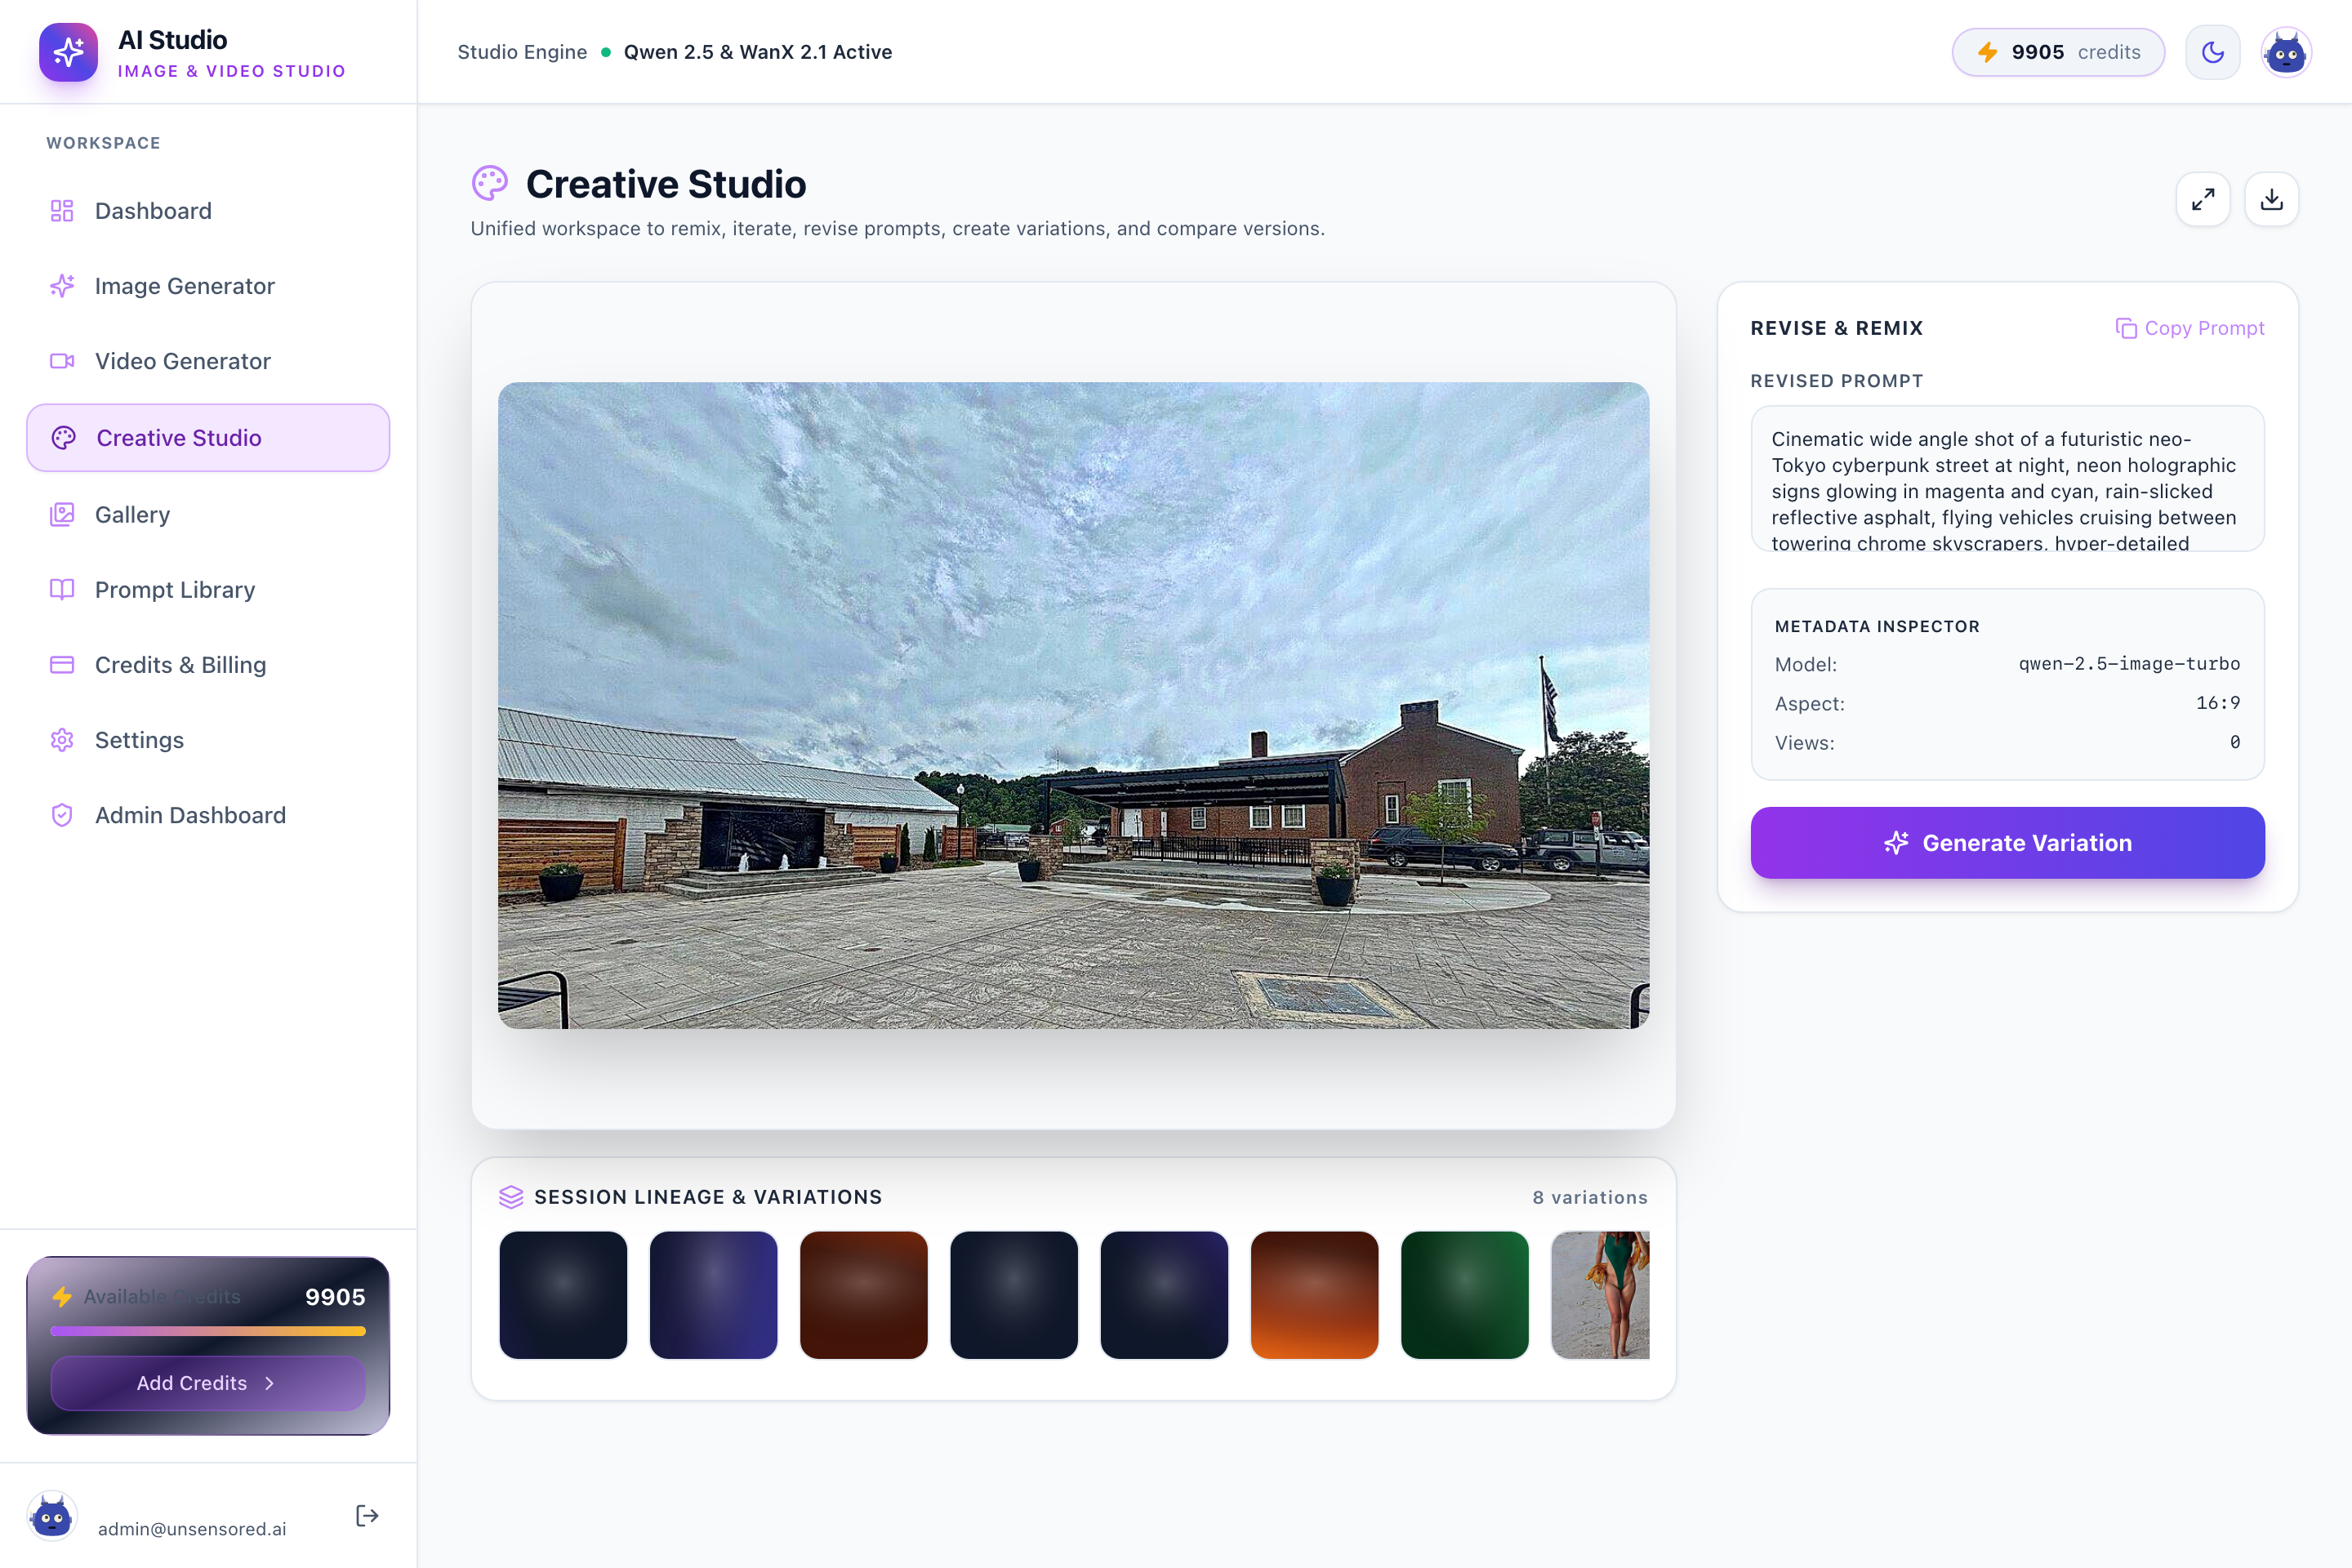 AI Studio
IMAGE & VIDEO STUDIO
Studio Engine
Qwen 2.5 & WanX 2.1 Active
9905 credits
WORKSPACE
Dashboard
Image Generator
Video Generator
Creative Studio
Gallery
Prompt Library
Credits & Billing
Settings
Admin Dashboard
Available Credits
9905
Add Credits
admin@unsensored.ai
Creative Studio
Unified workspace to remix, iterate, revise prompts, create variations, and compare versions.
SESSION LINEAGE & VARIATIONS
8 variations
REVISE & REMIX
Copy Prompt
REVISED PROMPT
Cinematic wide angle shot of a futuristic neo-
Tokyo cyberpunk street at night, neon holographic
signs glowing in magenta and cyan, rain-slicked
reflective asphalt, flying vehicles cruising between
towering chrome skyscrapers, hyper-detailed
METADATA INSPECTOR
Model: qwen-2.5-image-turbo
Aspect: 16:9
Views: 0
Generate Variation